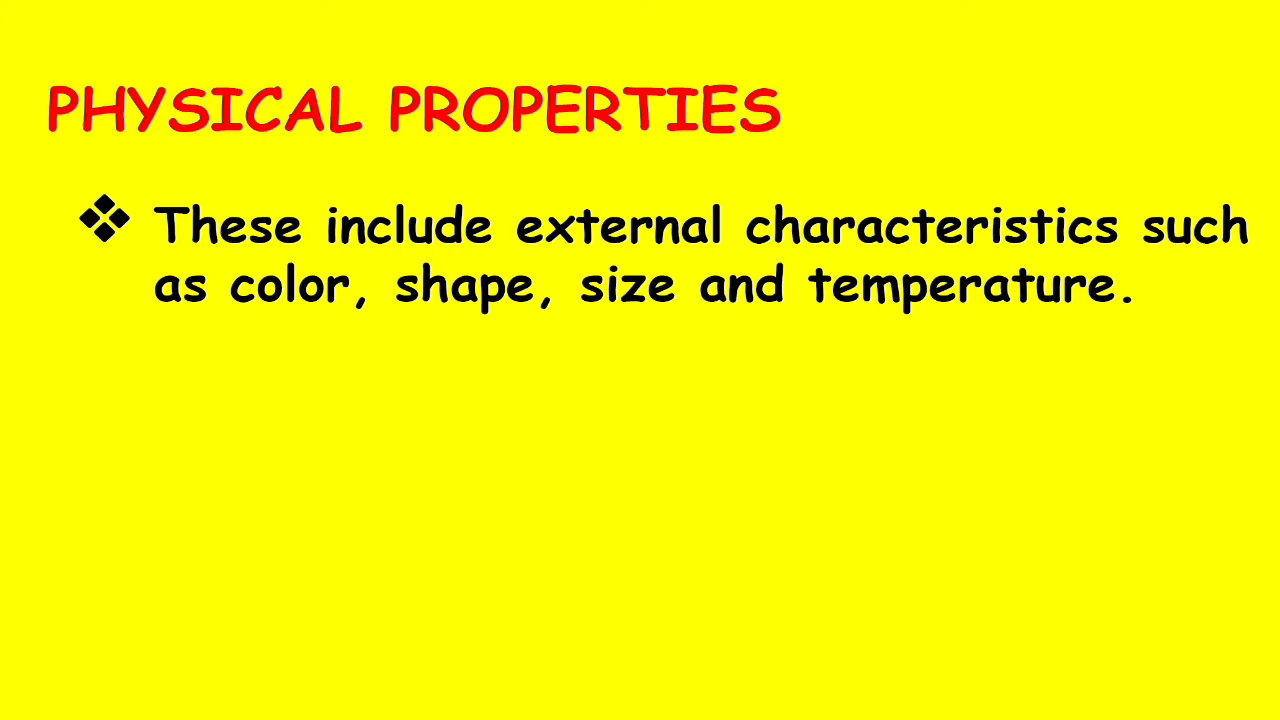 PHYSICAL PROPERTIES
❖ These include external characteristics such
as color, shape, size and temperature.